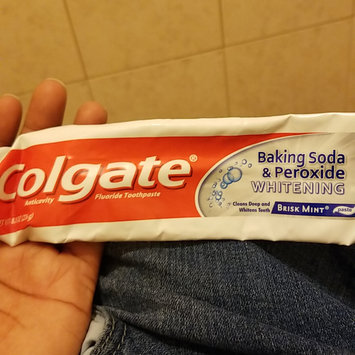 Colgate®
Anticavity Fluoride Toothpaste
Baking Soda
& Peroxide
WHITENING
Cleans Deep and
Whitens Teeth
BRISK MINT®
paste